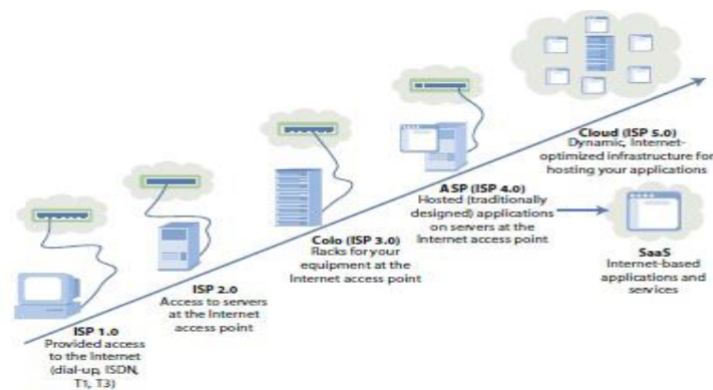 ISP 1.0
Provided access
to the Internet
(dial-up, ISDN,
T1, T3)
ISP 2.0
Access to servers
at the Internet
access point
Colo (ISP 3.0)
Racks for your
equipment at the
Internet access point
ASP (ISP 4.0)
Hosted (traditionally
designed) applications
on servers at the
Internet access point
Cloud (ISP 5.0)
Dynamic, Internet-
optimized infrastructure for
hosting your applications
SaaS
Internet-based
applications and
services